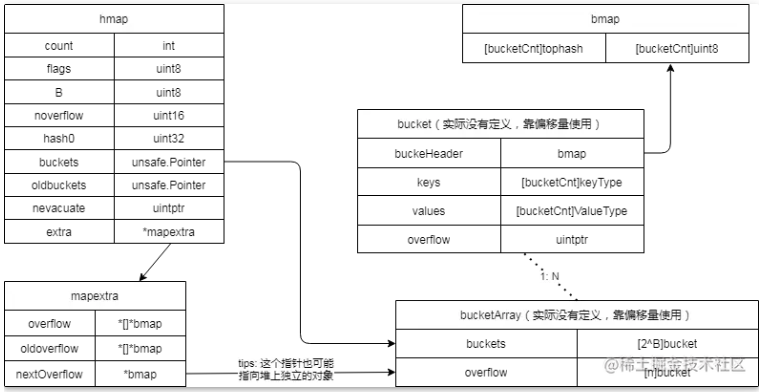 hmap
count int
flags uint8
B uint8
noverflow uint16
hash0 uint32
buckets unsafe.Pointer
oldbuckets unsafe.Pointer
nevacuate uintptr
extra *mapextra
bmap
[bucketCnt]tophash [bucketCnt]uint8
bucket（实际没有定义，靠偏移量使用）
buckeHeader bmap
keys [bucketCnt]keyType
values [bucketCnt]ValueType
overflow uintptr
1: N
mapextra
overflow *[]*bmap
oldoverflow *[]*bmap
nextOverflow *bmap
tips: 这个指针也可能
指向堆上独立的对象
bucketArray（实际没有定义，靠偏移量使用）
buckets [2^B]bucket
overflow [n]bucket
@稀土掘金技术社区